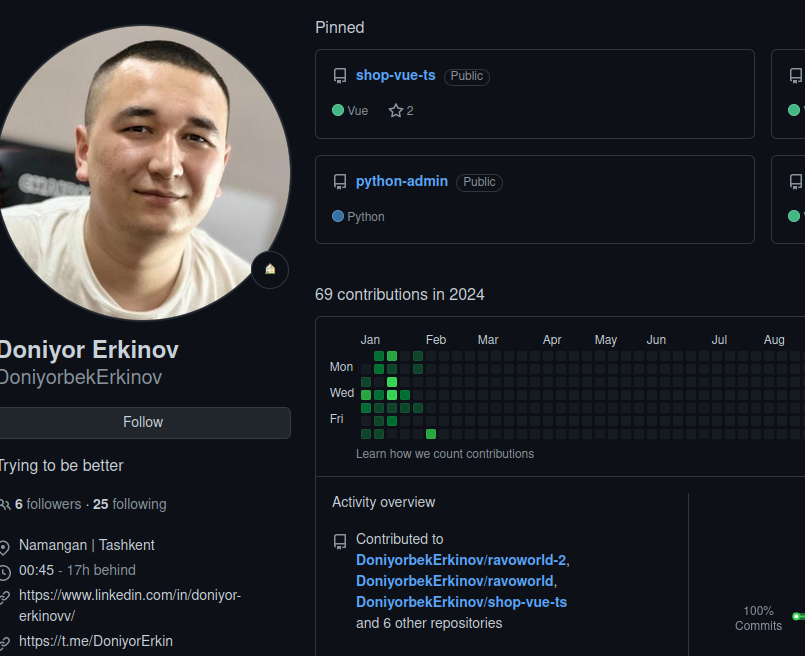 Pinned
shop-vue-ts Public
Vue 2
python-admin Public
Python
69 contributions in 2024
Jan Feb Mar Apr May Jun Jul Aug
Mon
Wed
Fri
Learn how we count contributions
Doniyor Erkinov
DoniyorbekErkinov
Follow
Trying to be better
6 followers · 25 following
Namangan | Tashkent
00:45 - 17h behind
https://www.linkedin.com/in/doniyor-
erkinovv/
https://t.me/DoniyorErkin
Activity overview
Contributed to
DoniyorbekErkinov/ravoworld-2,
DoniyorbekErkinov/ravoworld,
DoniyorbekErkinov/shop-vue-ts
and 6 other repositories
100%
Commits